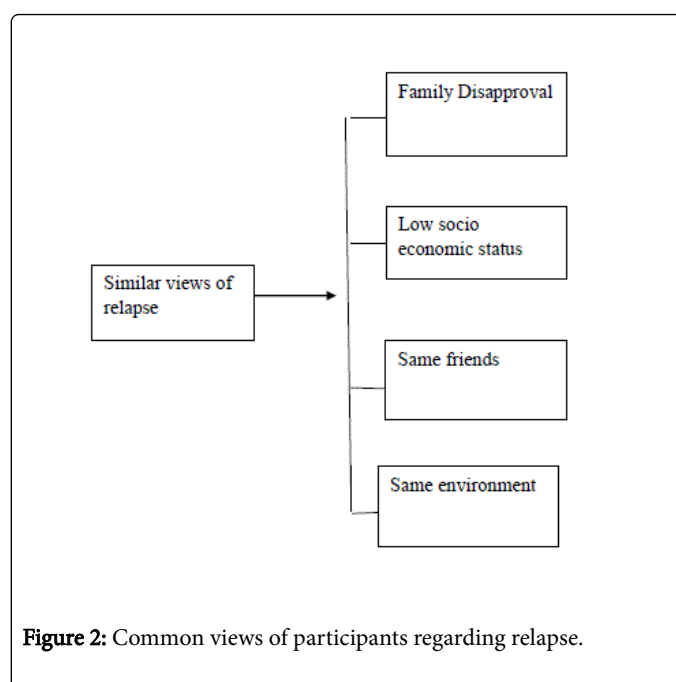 Family Disapproval
Low socio
economic status
Similar views of
relapse
Same friends
Same environment
Figure 2: Common views of participants regarding relapse.